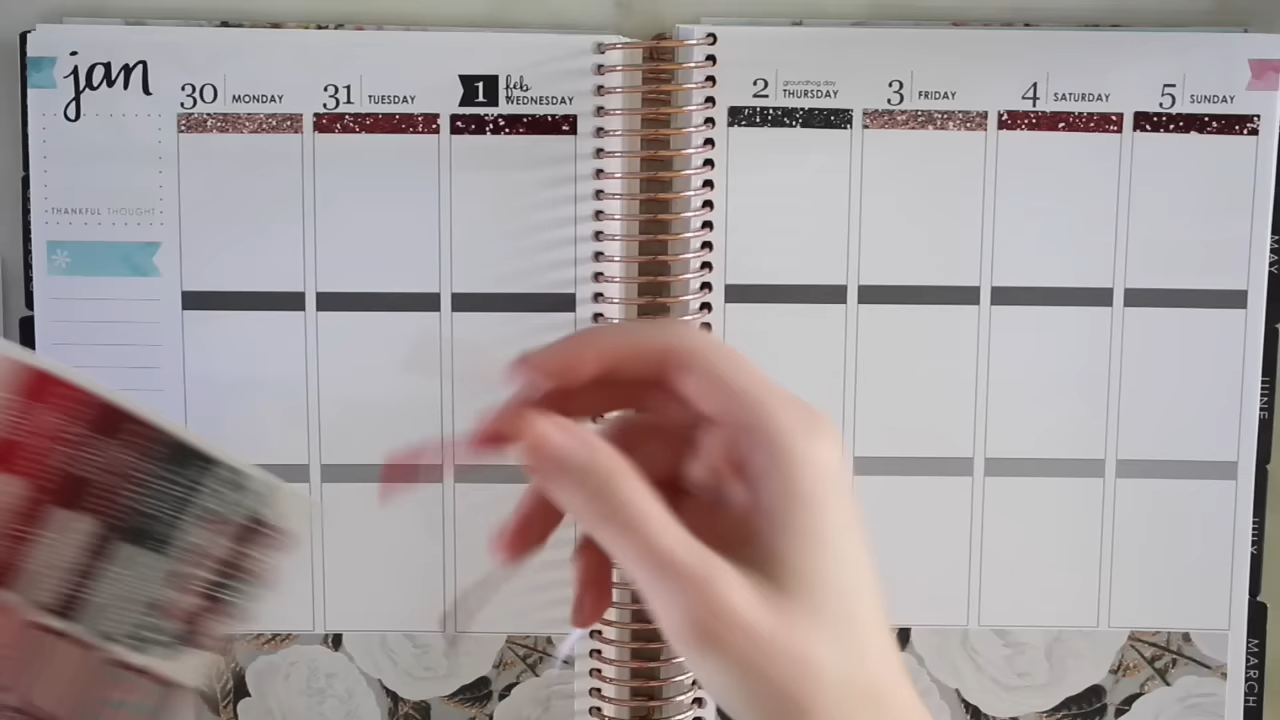 jan
30 MONDAY
31 TUESDAY
1 feb WEDNESDAY
2 groundhog day THURSDAY
3 FRIDAY
4 SATURDAY
5 SUNDAY
THANKFUL THOUGHT
MAY
JUNE
JULY
MARCH